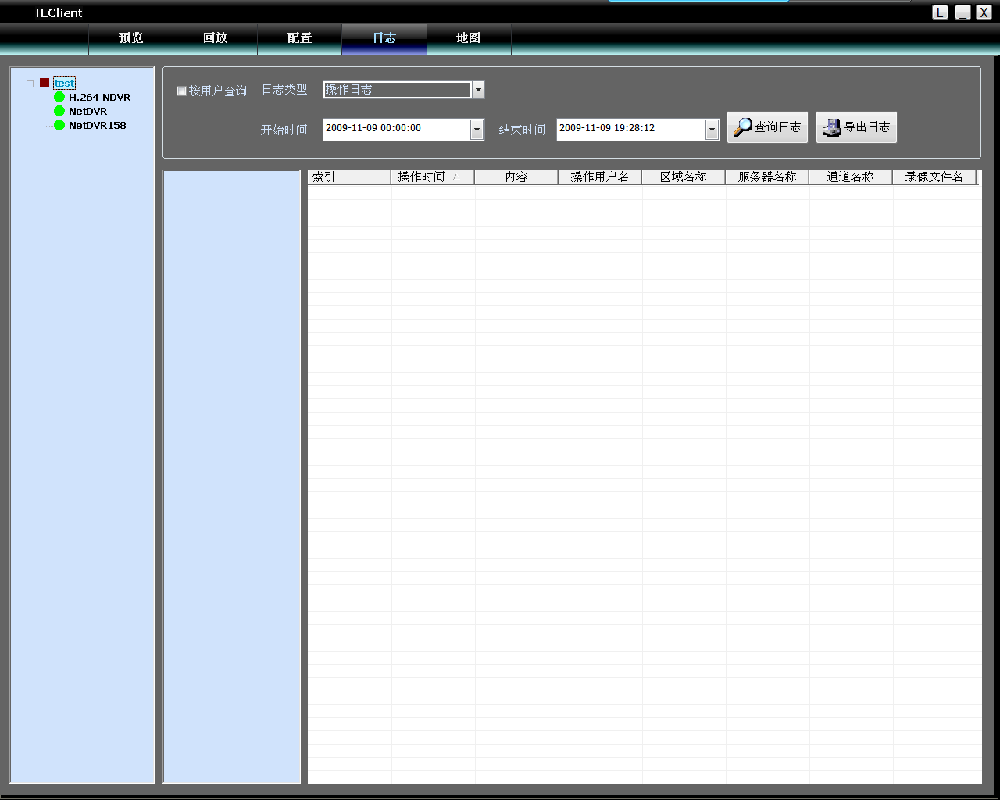 TLClient
L _ X
预览 回放 配置 日志 地图
test
H.264 NDVR
NetDVR
NetDVR158
按用户查询 日志类型 操作日志
开始时间 2009-11-09 00:00:00 结束时间 2009-11-09 19:28:12 查询日志 导出日志
索引 操作时间 内容 操作用户名 区域名称 服务器名称 通道名称 录像文件名